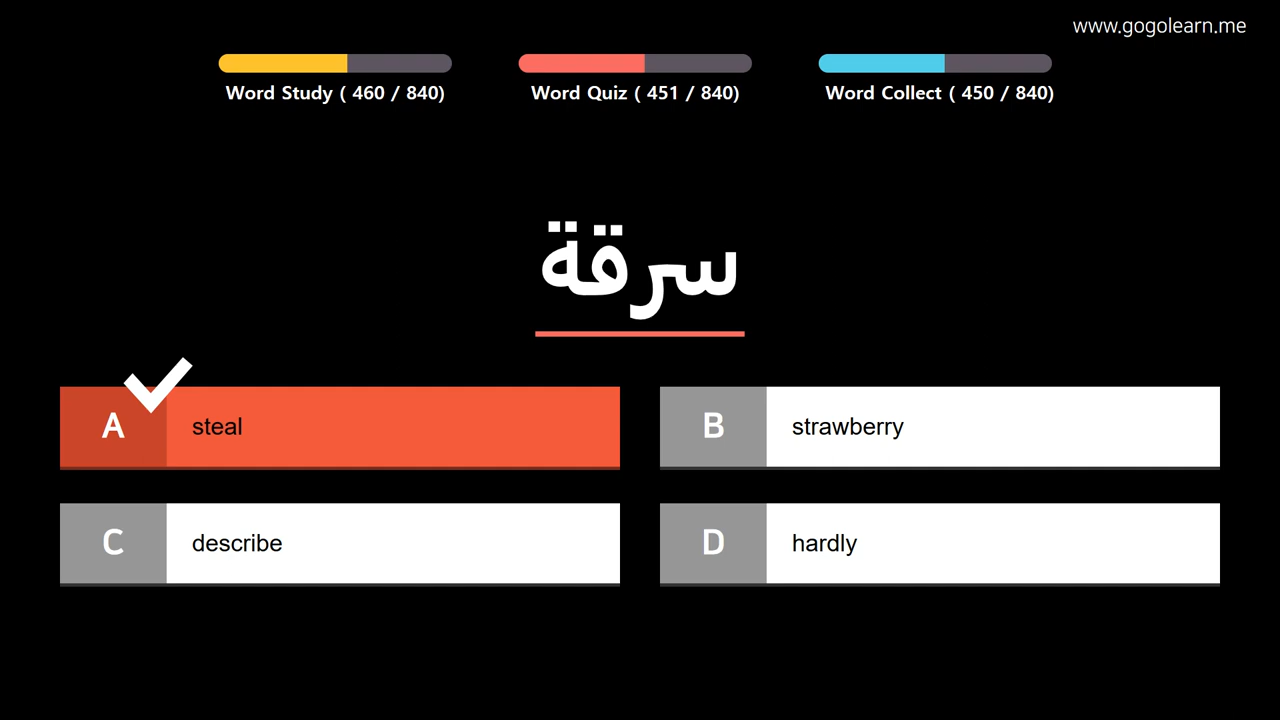 www.gogolearn.me
Word Study ( 460 / 840)
Word Quiz ( 451 / 840)
Word Collect ( 450 / 840)
سرقة
A steal
B strawberry
C describe
D hardly